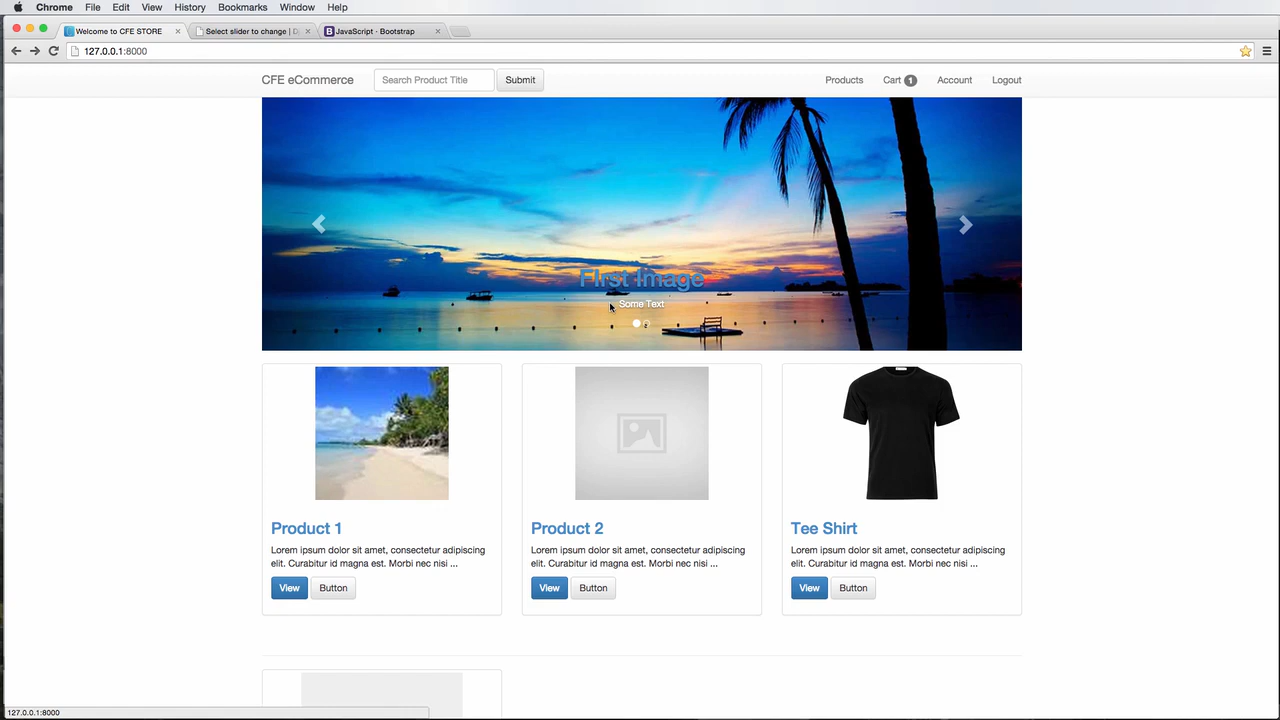 Chrome File Edit View History Bookmarks Window Help
Welcome to CFE STORE × Select slider to change | D × B JavaScript · Bootstrap ×
127.0.0.1:8000
CFE eCommerce Search Product Title Submit Products Cart 1 Account Logout
First Image
Some Text
Product 1 Product 2 Tee Shirt
Lorem ipsum dolor sit amet, consectetur adipiscing Lorem ipsum dolor sit amet, consectetur adipiscing Lorem ipsum dolor sit amet, consectetur adipiscing
elit. Curabitur id magna est. Morbi nec nisi ... elit. Curabitur id magna est. Morbi nec nisi ... elit. Curabitur id magna est. Morbi nec nisi ...
View Button View Button View Button
127.0.0.1:8000